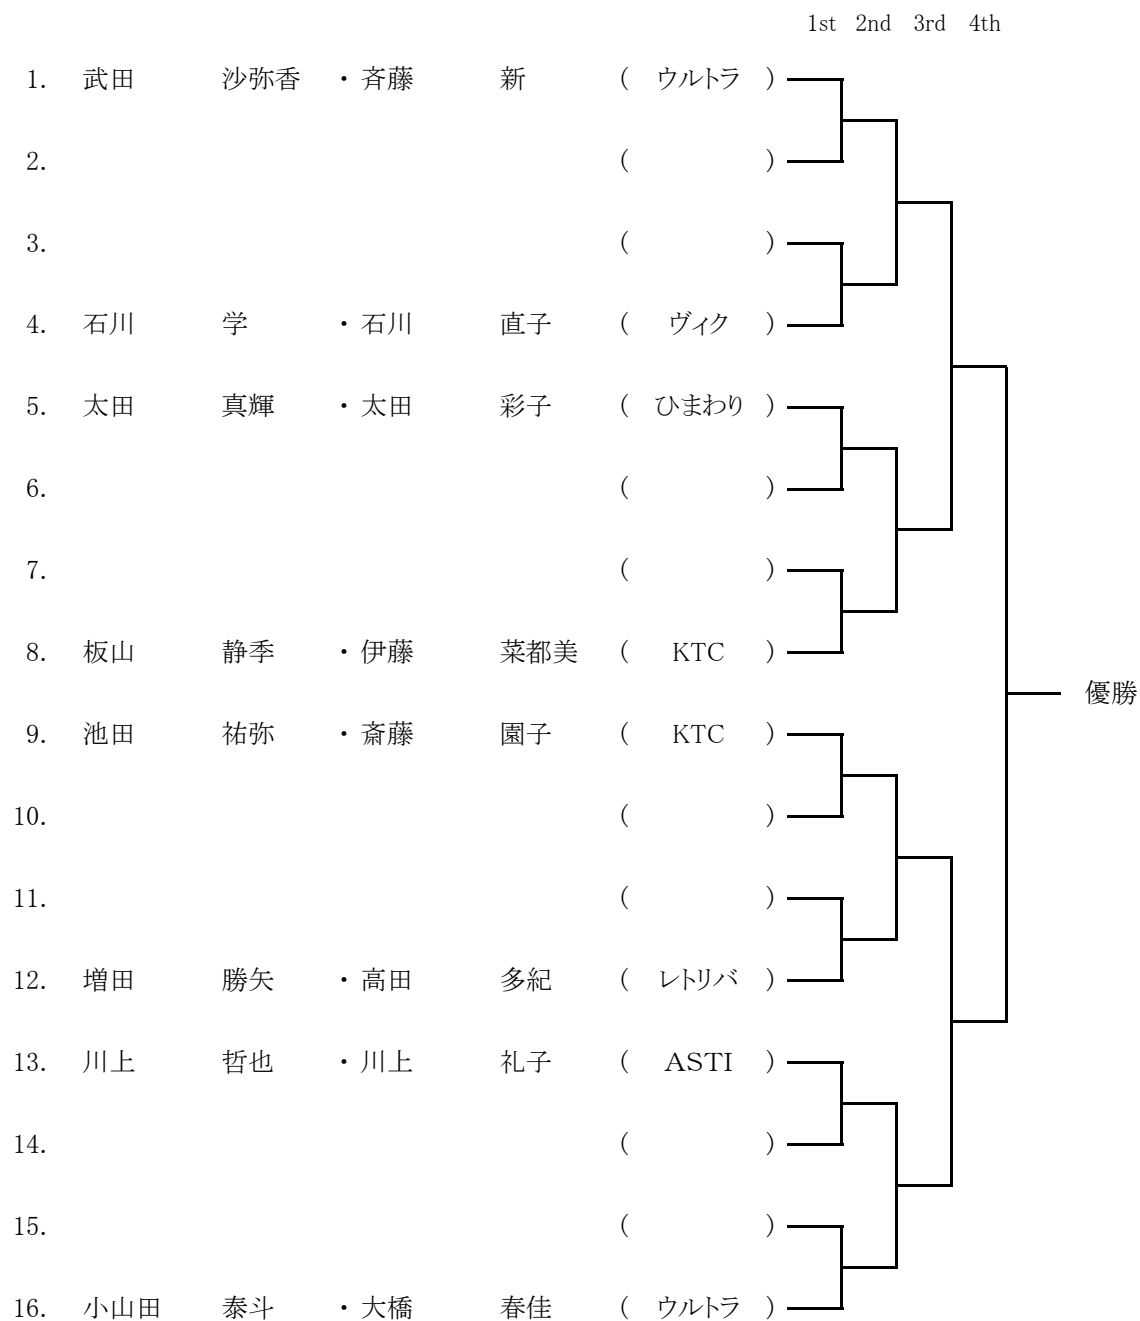 1st 2nd 3rd 4th
1. 武田 沙弥香 ・ 斉藤 新 ( ウルトラ )
2. ( )
3. ( )
4. 石川 学 ・ 石川 直子 ( ヴィク )
5. 太田 真輝 ・ 太田 彩子 ( ひまわり )
6. ( )
7. ( )
8. 板山 静季 ・ 伊藤 菜都美 ( KTC )
優勝
9. 池田 祐弥 ・ 斎藤 園子 ( KTC )
10. ( )
11. ( )
12. 増田 勝矢 ・ 高田 多紀 ( レトリバ )
13. 川上 哲也 ・ 川上 礼子 ( ASTI )
14. ( )
15. ( )
16. 小山田 泰斗 ・ 大橋 春佳 ( ウルトラ )